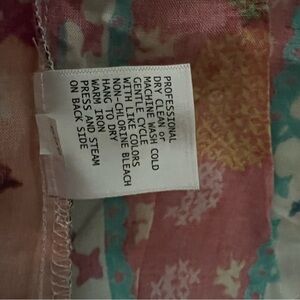 PROFESSIONAL
DRY CLEAN or
MACHINE WASH COLD
GENTLE CYCLE
WITH LIKE COLORS
NON-CHLORINE BLEACH
HANG TO DRY
WARM IRON
PRESS AND STEAM
ON BACK SIDE